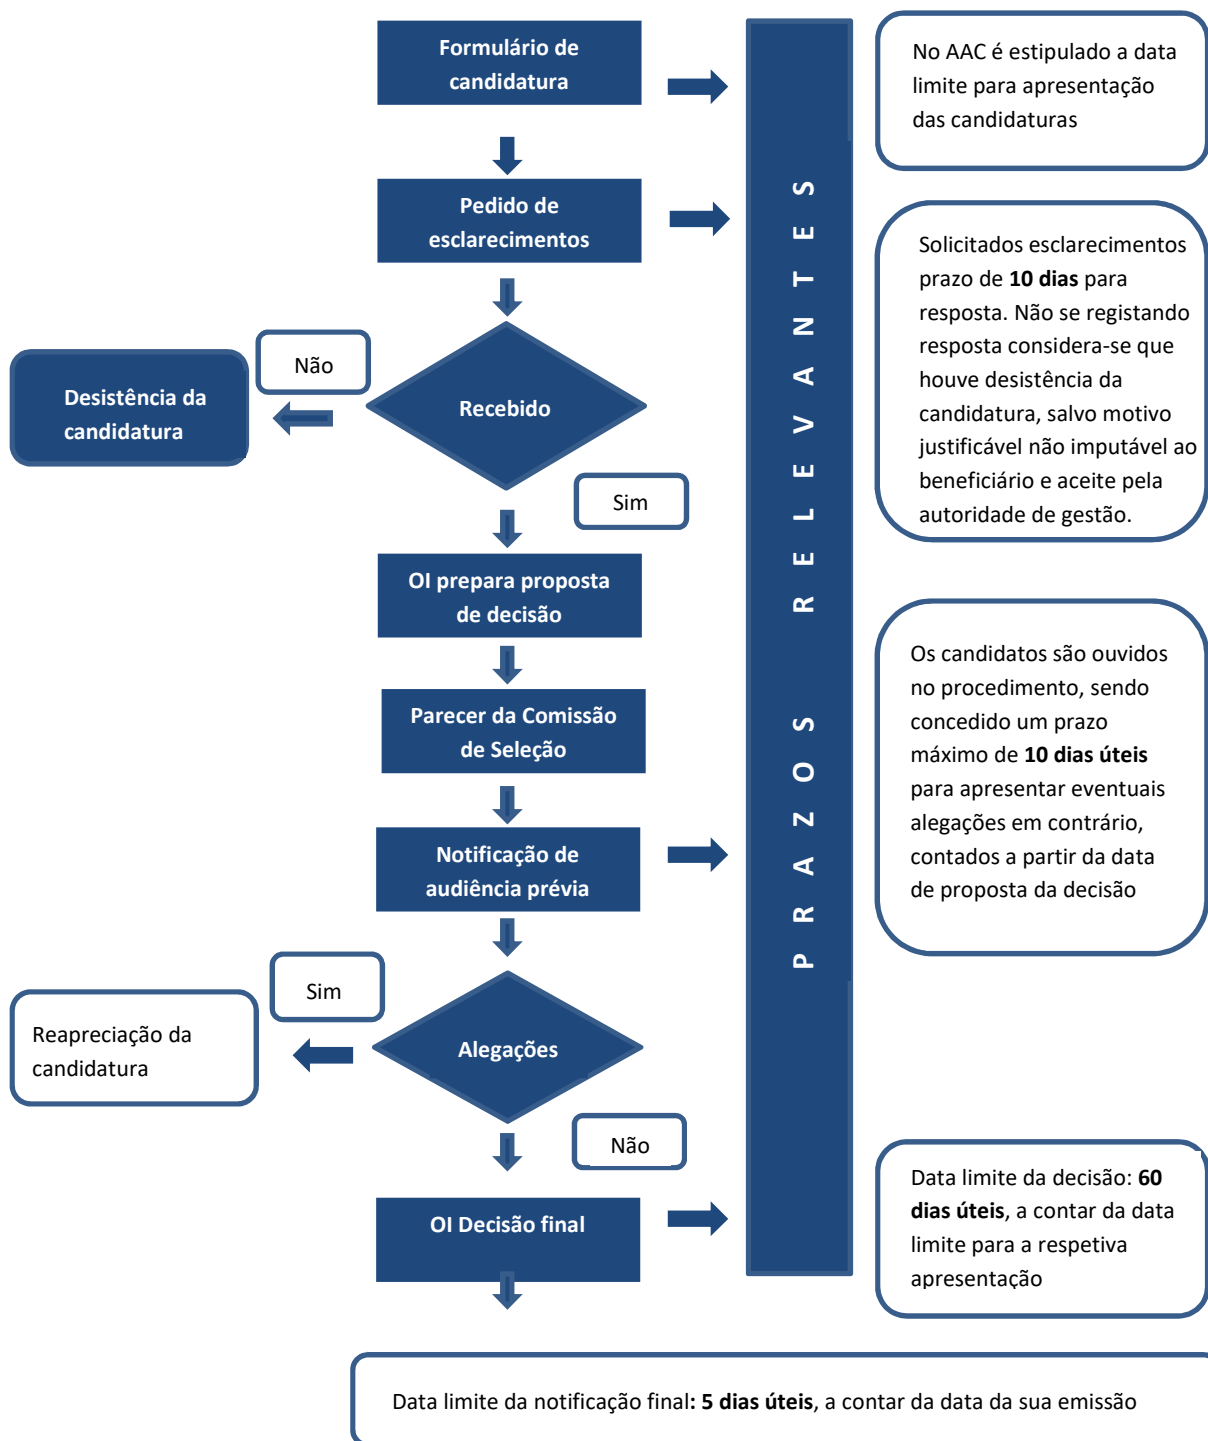 Formulário de
candidatura
No AAC é estipulado a data
limite para apresentação
das candidaturas
Pedido de
esclarecimentos
Solicitados esclarecimentos
prazo de 10 dias para
resposta. Não se registando
resposta considera-se que
houve desistência da
candidatura, salvo motivo
justificável não imputável ao
beneficiário e aceite pela
autoridade de gestão.
Não
Desistência da
candidatura
Recebido
Sim
OI prepara proposta
de decisão
Parecer da Comissão
de Seleção
PRAZOS RELEVANTES
Os candidatos são ouvidos
no procedimento, sendo
concedido um prazo
máximo de 10 dias úteis
para apresentar eventuais
alegações em contrário,
contados a partir da data
de proposta da decisão
Notificação de
audiência prévia
Sim
Reapreciação da
candidatura
Alegações
Não
OI Decisão final
Data limite da decisão: 60
dias úteis, a contar da data
limite para a respetiva
apresentação
Data limite da notificação final: 5 dias úteis, a contar da data da sua emissão